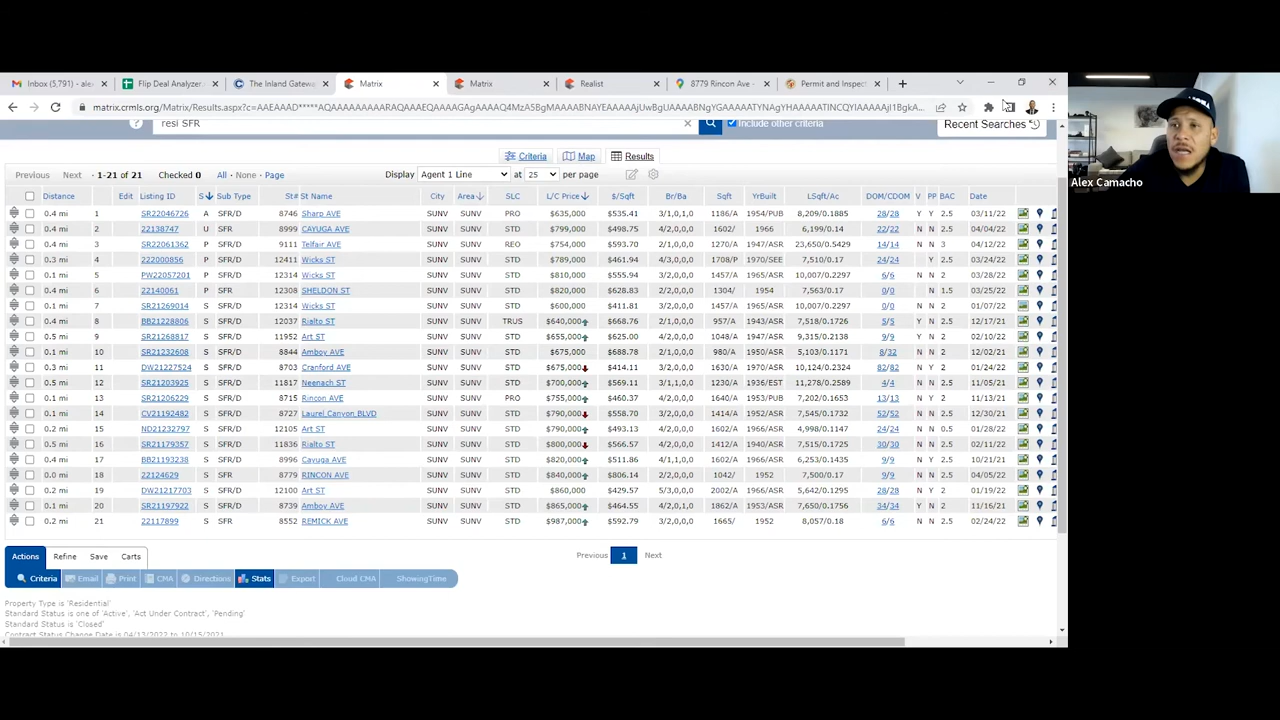 Inbox (5,791) - ale
Flip Deal Analyzer
The Inland Gatew
Matrix
Matrix
Realist
8779 Rincon Ave -
Permit and Inspect
resi SFR
Include other criteria
Recent Searches
Criteria Map Results
Previous Next · 1-21 of 21 Checked 0 All · None · Page Display Agent 1 Line at 25 per page
Distance Edit Listing ID S Sub Type St# St Name City Area SLC L/C Price $/Sqft Br/Ba Sqft YrBuilt LSqft/Ac DOM/CDOM V PP BAC Date
0.4 mi 1 SR22046726 A SFR/D 8746 Sharp AVE SUNV SUNV PRO $635,000 $535.41 3/1,0,1,0 1186/A 1954/PUB 8,209/0.1885 28/28 Y Y 2.5 03/11/22
0.4 mi 2 22138747 U SFR 8999 CAYUGA AVE SUNV SUNV STD $799,000 $498.75 4/2,0,0,0 1602/ 1966 6,199/0.14 22/22 N Y 2.5 04/04/22
0.4 mi 3 SR22061362 P SFR/D 9111 Telfair AVE SUNV SUNV REO $754,000 $593.70 2/1,0,1,0 1270/A 1947/ASR 23,650/0.5429 14/14 N N 3 04/12/22
0.3 mi 4 222000856 P SFR/D 12411 Wicks ST SUNV SUNV STD $789,000 $461.94 4/3,0,0,0 1708/P 1970/SEE 7,510/0.17 24/24 Y Y 2.5 03/24/22
0.1 mi 5 PW22057201 P SFR/D 12314 Wicks ST SUNV SUNV STD $810,000 $555.94 3/2,0,0,0 1457/A 1965/ASR 10,007/0.2297 6/6 N N 2 03/28/22
0.4 mi 6 22140061 P SFR 12308 SHELDON ST SUNV SUNV STD $820,000 $628.83 3/2,0,0,0 1304/ 1954 7,563/0.17 0/0 N 1.5 03/24/22
0.1 mi 7 SR21269014 S SFR/D 12314 Wicks ST SUNV SUNV STD $600,000 $411.81 3/2,0,0,0 1457/A 1965/ASR 10,007/0.2297 0/0 N N 2 01/07/22
0.4 mi 8 BB21228806 S SFR/D 12037 Rialto ST SUNV SUNV TRUS $640,000 $668.76 2/1,0,0,0 957/A 1943/ASR 7,518/0.1726 5/5 Y N 2.5 12/17/21
0.5 mi 9 SR21268817 S SFR/D 11952 Art ST SUNV SUNV STD $655,000 $625.00 2/1,0,0,0 1048/A 1947/ASR 9,315/0.2138 9/9 Y N 2 02/10/22
0.1 mi 10 SR21232608 S SFR/D 8844 Amboy AVE SUNV SUNV STD $675,000 $688.78 2/1,0,1,0 980/A 1950/ASR 5,103/0.1171 8/32 N N 2 12/02/21
0.3 mi 11 DW21227524 S SFR/D 8703 Cranford AVE SUNV SUNV STD $675,000 $414.11 3/2,0,0,0 1630/A 1970/ASR 10,124/0.2324 82/82 N Y 2 01/24/22
0.5 mi 12 SR21203925 S SFR/D 11817 Neenach ST SUNV SUNV STD $700,000 $569.11 3/1,1,0,0 1230/A 1936/EST 11,278/0.2589 4/4 N N 2.5 11/05/21
0.1 mi 13 SR21206229 S SFR/D 8715 Rincon AVE SUNV SUNV PRO $755,000 $460.37 4/2,0,0,0 1640/A 1953/PUB 7,202/0.1653 13/13 N Y 2 11/13/21
0.1 mi 14 CV21192482 S SFR/D 8727 Laurel Canyon BLVD SUNV SUNV STD $790,000 $558.70 3/2,0,0,0 1414/A 1952/ASR 7,545/0.1732 52/52 N N 2 12/30/21
0.2 mi 15 ND21232797 S SFR/D 12105 Art ST SUNV SUNV STD $790,000 $493.13 4/2,0,0,0 1602/A 1966/ASR 4,998/0.1147 24/24 N N 0.5 01/28/22
0.5 mi 16 SR21179357 S SFR/D 11836 Rialto ST SUNV SUNV STD $800,000 $566.57 4/2,0,0,0 1412/A 1940/ASR 7,515/0.1725 30/30 N N 2 02/11/22
0.4 mi 17 BB21193238 S SFR/D 8996 Cayuga AVE SUNV SUNV STD $820,000 $511.86 4/3,0,0,0 1602/A 1965/ASR 6,253/0.1435 9/9 N N 2 10/21/21
0.0 mi 18 22124629 S SFR 8779 RINCON AVE SUNV SUNV STD $840,000 $806.14 2/2,0,0,0 1042/ 1952 7,500/0.17 9/9 N N 2.5 04/05/22
0.2 mi 19 DW21217703 S SFR/D 12100 Art ST SUNV SUNV STD $860,000 $429.57 5/3,0,0,0 2002/A 1966/ASR 5,642/0.1295 28/28 N Y 2 01/19/22
0.1 mi 20 SR21197922 S SFR/D 8739 Amboy AVE SUNV SUNV STD $865,000 $464.55 4/2,0,1,0 1862/A 1953/ASR 7,650/0.1756 34/34 N Y 2 11/16/21
0.2 mi 21 22117899 S SFR 8552 REMICK AVE SUNV SUNV STD $987,000 $592.79 3/2,0,0,0 1665/ 1952 8,057/0.18 6/6 N N 2.5 02/24/22
Actions Refine Save Carts Previous 1 Next
Criteria Email Print CMA Directions Stats Export Cloud CMA ShowingTime
Property Type is 'Residential'
Standard Status is one of 'Active', 'Act Under Contract', 'Pending'
Standard Status is 'Closed'
Contract Status Change Date is 04/13/2022 to 10/15/2021
Alex Camacho